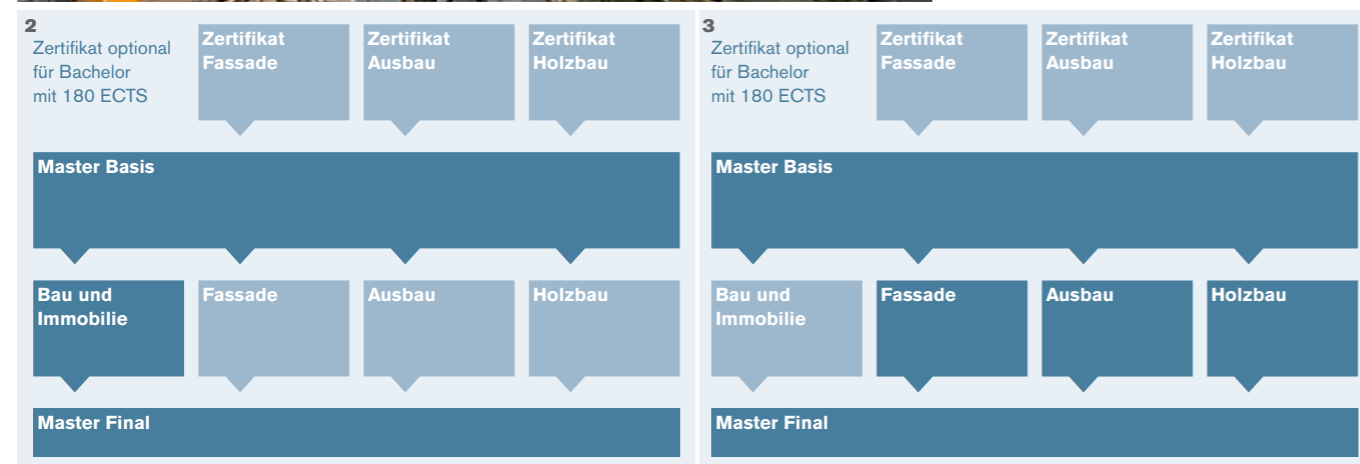 2
Zertifikat optional
für Bachelor
mit 180 ECTS
Zertifikat
Fassade
Zertifikat
Ausbau
Zertifikat
Holzbau
Master Basis
Bau und
Immobilie
Fassade
Ausbau
Holzbau
Master Final
3
Zertifikat optional
für Bachelor
mit 180 ECTS
Zertifikat
Fassade
Zertifikat
Ausbau
Zertifikat
Holzbau
Master Basis
Bau und
Immobilie
Fassade
Ausbau
Holzbau
Master Final